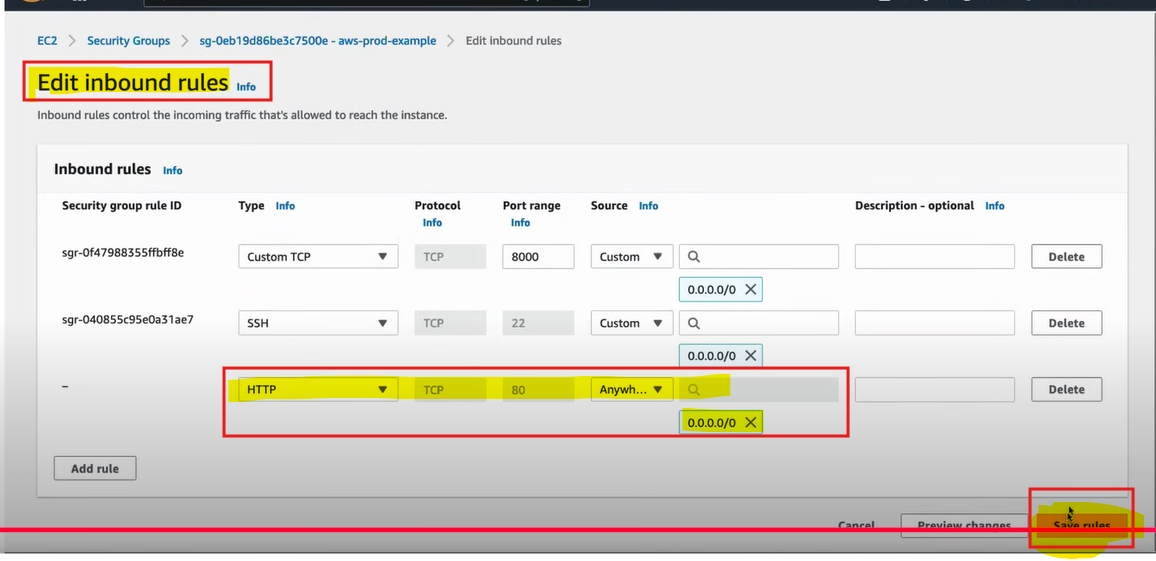 EC2 > Security Groups > sg-0eb19d86be3c7500e - aws-prod-example > Edit inbound rules
Edit inbound rules Info
Inbound rules control the incoming traffic that's allowed to reach the instance.
Inbound rules Info
Security group rule ID Type Info Protocol Info Port range Info Source Info Description - optional Info
sgr-0f47988355ffbff8e Custom TCP TCP 8000 Custom Delete
0.0.0.0/0
sgr-040855c95e0a31ae7 SSH TCP 22 Custom Delete
0.0.0.0/0
– HTTP TCP 80 Anywh... Delete
0.0.0.0/0
Add rule
Cancel Preview changes Save rules